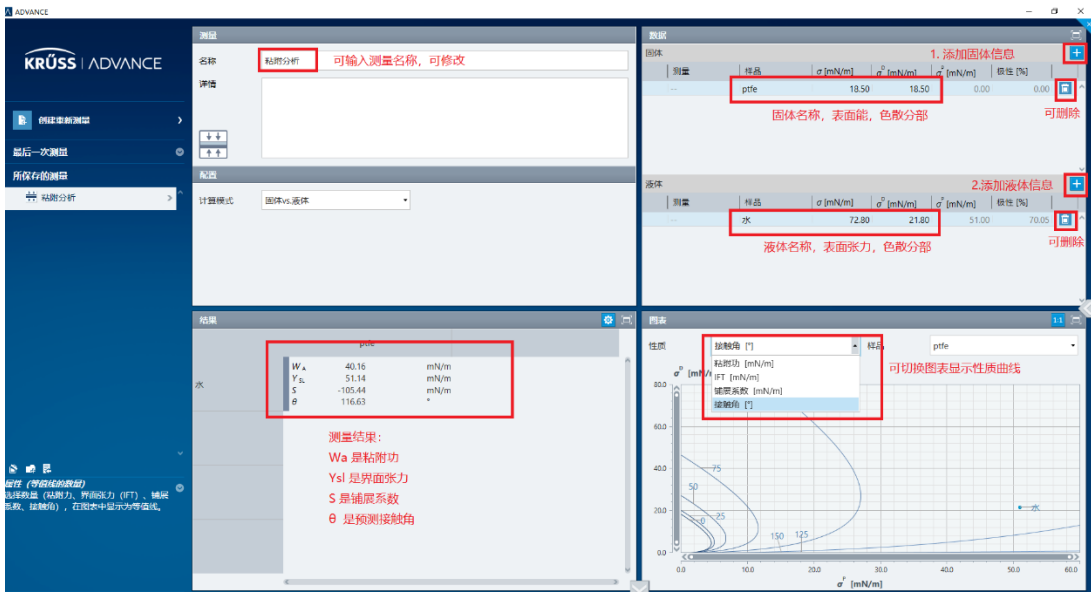 ADVANCE
KRÜSS | ADVANCE
创建重新测量
最后一次测量
所保存的测量
粘附分析
属性 (等值线的数量)
选择数量 (粘附力、界面张力 (IFT) 、铺展
系数、接触角) ，在图表中显示为等值线。
测量
名称
粘附分析
可输入测量名称，可修改
详情
配置
计算模式
固体vs.液体
数据
固体
1. 添加固体信息
测量 样品 σ [mN/m] σᴰ [mN/m] σᴾ [mN/m] 极性 [%]
-- ptfe 18.50 18.50 0.00 0.00
固体名称，表面能，色散分部
可删除
液体
2.添加液体信息
测量 样品 σ [mN/m] σᴰ [mN/m] σᴾ [mN/m] 极性 [%]
-- 水 72.80 21.80 51.00 70.05
液体名称，表面张力，色散分部
可删除
结果
ptfe
水
W A 40.16 mN/m
Y SL 51.14 mN/m
S -105.44 mN/m
θ 116.63 °
测量结果：
Wa 是粘附功
Ysl 是界面张力
S 是铺展系数
θ 是预测接触角
图表
1:1
性质
接触角 [°]
样品
ptfe
粘附功 [mN/m]
IFT [mN/m]
铺展系数 [mN/m]
接触角 [°]
可切换图表显示性质曲线
σᴰ [mN/
80.0
60.0
40.0
20.0
0.0
75
50
25
0
150
125
水
0.0 10.0 20.0 30.0 40.0 50.0 60.0
σᴾ [mN/m]